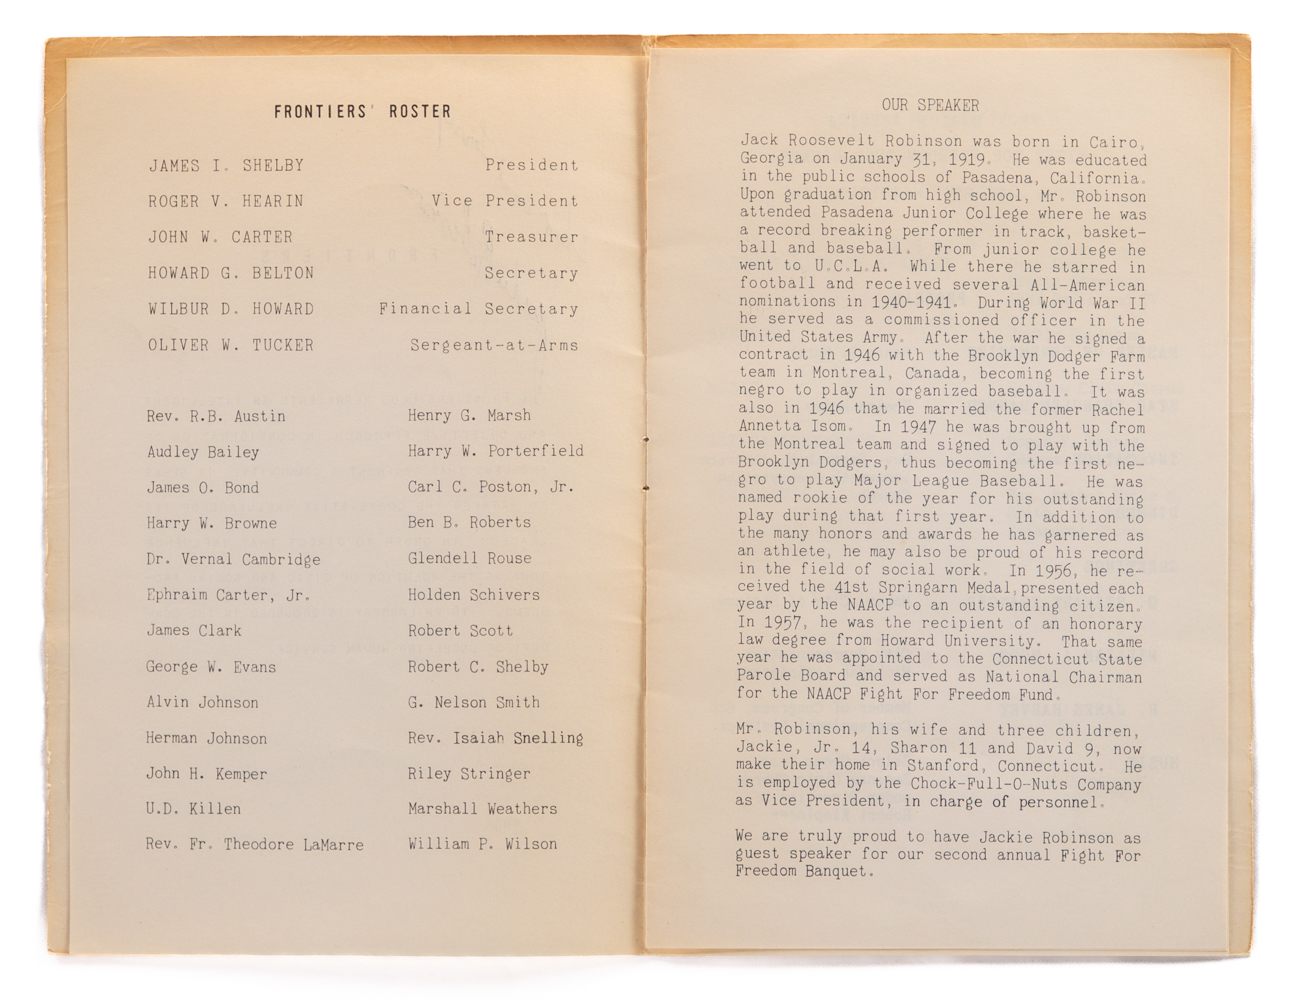 FRONTIERS' ROSTER
JAMES I. SHELBY President
ROGER V. HEARIN Vice President
JOHN W. CARTER Treasurer
HOWARD G. BELTON Secretary
WILBUR D. HOWARD Financial Secretary
OLIVER W. TUCKER Sergeant-at-Arms
Rev. R.B. Austin Henry G. Marsh
Audley Bailey Harry W. Porterfield
James O. Bond Carl C. Poston, Jr.
Harry W. Browne Ben B. Roberts
Dr. Vernal Cambridge Glendell Rouse
Ephraim Carter, Jr. Holden Schivers
James Clark Robert Scott
George W. Evans Robert C. Shelby
Alvin Johnson G. Nelson Smith
Herman Johnson Rev. Isaiah Snelling
John H. Kemper Riley Stringer
U.D. Killen Marshall Weathers
Rev. Fr. Theodore LaMarre William P. Wilson
OUR SPEAKER
Jack Roosevelt Robinson was born in Cairo,
Georgia on January 31, 1919. He was educated
in the public schools of Pasadena, California.
Upon graduation from high school, Mr. Robinson
attended Pasadena Junior College where he was
a record breaking performer in track, basket-
ball and baseball. From junior college he
went to U.C.L.A. While there he starred in
football and received several All-American
nominations in 1940-1941. During World War II
he served as a commissioned officer in the
United States Army. After the war he signed a
contract in 1946 with the Brooklyn Dodger Farm
team in Montreal, Canada, becoming the first
negro to play in organized baseball. It was
also in 1946 that he married the former Rachel
Annetta Isom. In 1947 he was brought up from
the Montreal team and signed to play with the
Brooklyn Dodgers, thus becoming the first ne-
gro to play Major League Baseball. He was
named rookie of the year for his outstanding
play during that first year. In addition to
the many honors and awards he has garnered as
an athlete, he may also be proud of his record
in the field of social work. In 1956, he re-
ceived the 41st Springarn Medal,presented each
year by the NAACP to an outstanding citizen.
In 1957, he was the recipient of an honorary
law degree from Howard University. That same
year he was appointed to the Connecticut State
Parole Board and served as National Chairman
for the NAACP Fight For Freedom Fund.
Mr. Robinson, his wife and three children,
Jackie, Jr. 14, Sharon 11 and David 9, now
make their home in Stanford, Connecticut. He
is employed by the Chock-Full-O-Nuts Company
as Vice President, in charge of personnel.
We are truly proud to have Jackie Robinson as
guest speaker for our second annual Fight For
Freedom Banquet.